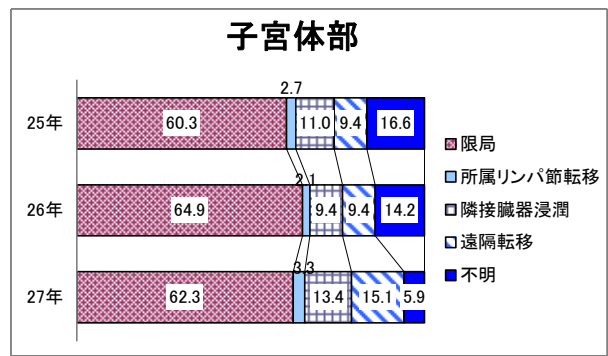 子宮体部
2.7
25年 60.3 11.0 9.4 16.6
2.1
26年 64.9 9.4 9.4 14.2
3.3
27年 62.3 13.4 15.1 5.9
限局
所属リンパ節転移
隣接臓器浸潤
遠隔転移
不明